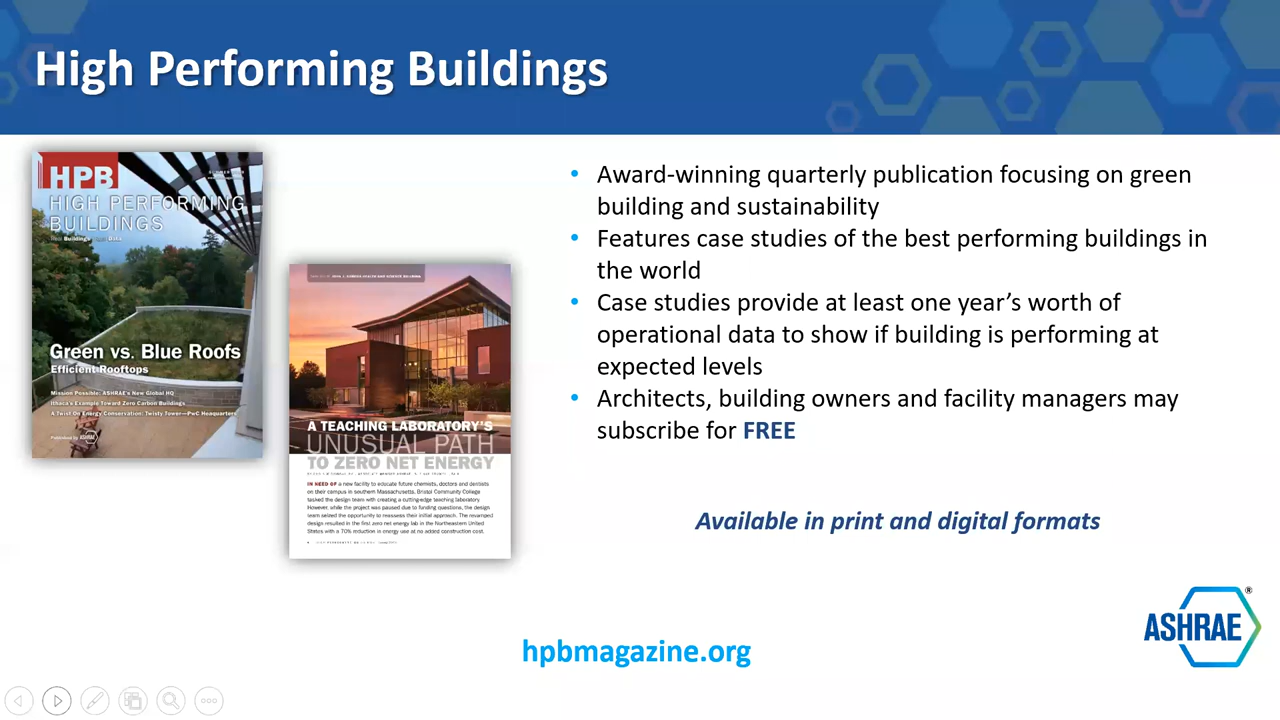 High Performing Buildings
HPB
HIGH PERFORMING
BUILDINGS
Green vs. Blue Roofs
Efficient Rooftops
Mission Possible: ASHRAE's New Global HQ
Ithaca's Example Toward Zero Carbon Buildings
A Twist On Energy Conservation: Twisty Tower—PwC Headquarters
Published by
A TEACHING LABORATORY'S
UNUSUAL PATH
TO ZERO NET ENERGY
IN NEED OF a new facility to educate future chemists, doctors and dentists
on their campus in southern Massachusetts, Bristol Community College
tasked the design team with creating a cutting-edge teaching laboratory.
However, while the project was paused due to funding questions, the design
team seized the opportunity to reassess their initial approach. The revamped
design resulted in the first zero net energy lab in the Northeastern United
States with a 70% reduction in energy use at no added construction cost.
• Award-winning quarterly publication focusing on green
building and sustainability
• Features case studies of the best performing buildings in
the world
• Case studies provide at least one year’s worth of
operational data to show if building is performing at
expected levels
• Architects, building owners and facility managers may
subscribe for FREE
Available in print and digital formats
hpbmagazine.org
ASHRAE®